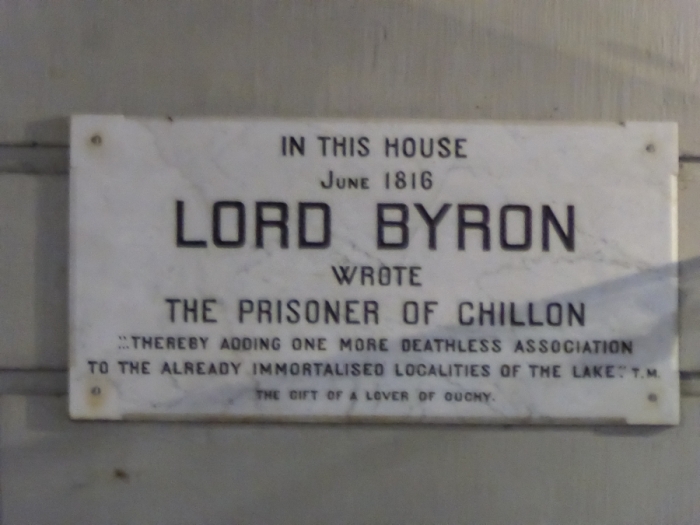 IN THIS HOUSE
JUNE 1816
LORD BYRON
WROTE
THE PRISONER OF CHILLON
"...THEREBY ADDING ONE MORE DEATHLESS ASSOCIATION
TO THE ALREADY IMMORTALISED LOCALITIES OF THE LAKE." T.M.
THE GIFT OF A LOVER OF OUCHY.